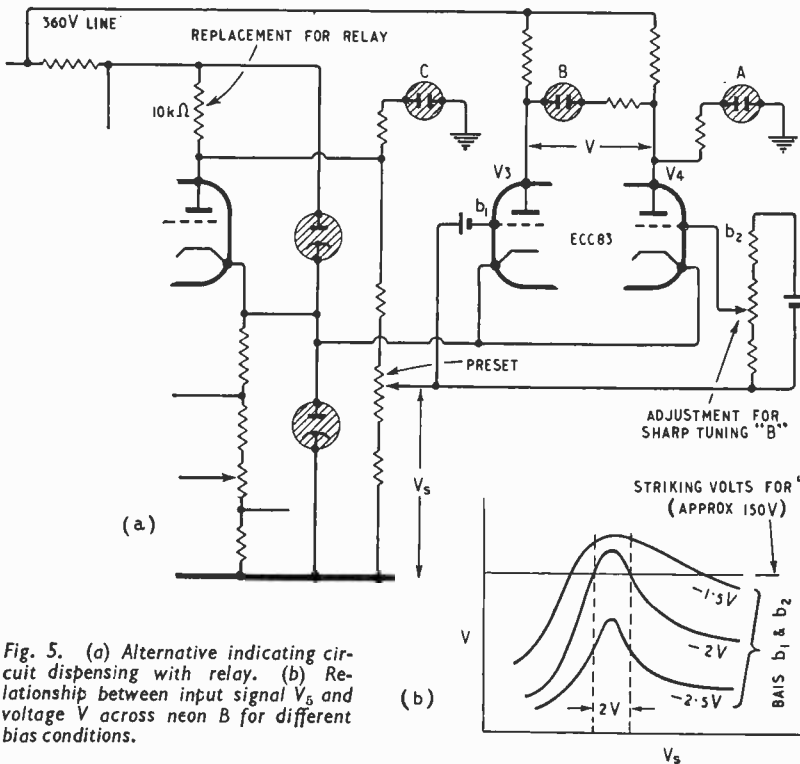 360V LINE
REPLACEMENT FOR RELAY
10kΩ
C
B
A
V
V3
V4
b₁
b₂
ECC83
PRESET
ADJUSTMENT FOR
SHARP TUNING "B"
Vs
(a)
STRIKING VOLTS FOR "
(APPROX 150V)
V
-1·5V
-2V
-2·5V
BAIS b₁ & b₂
2V
(b)
Vs
Fig. 5. (a) Alternative indicating cir-
cuit dispensing with relay. (b) Re-
lationship between input signal V₅ and
voltage V across neon B for different
bias conditions.